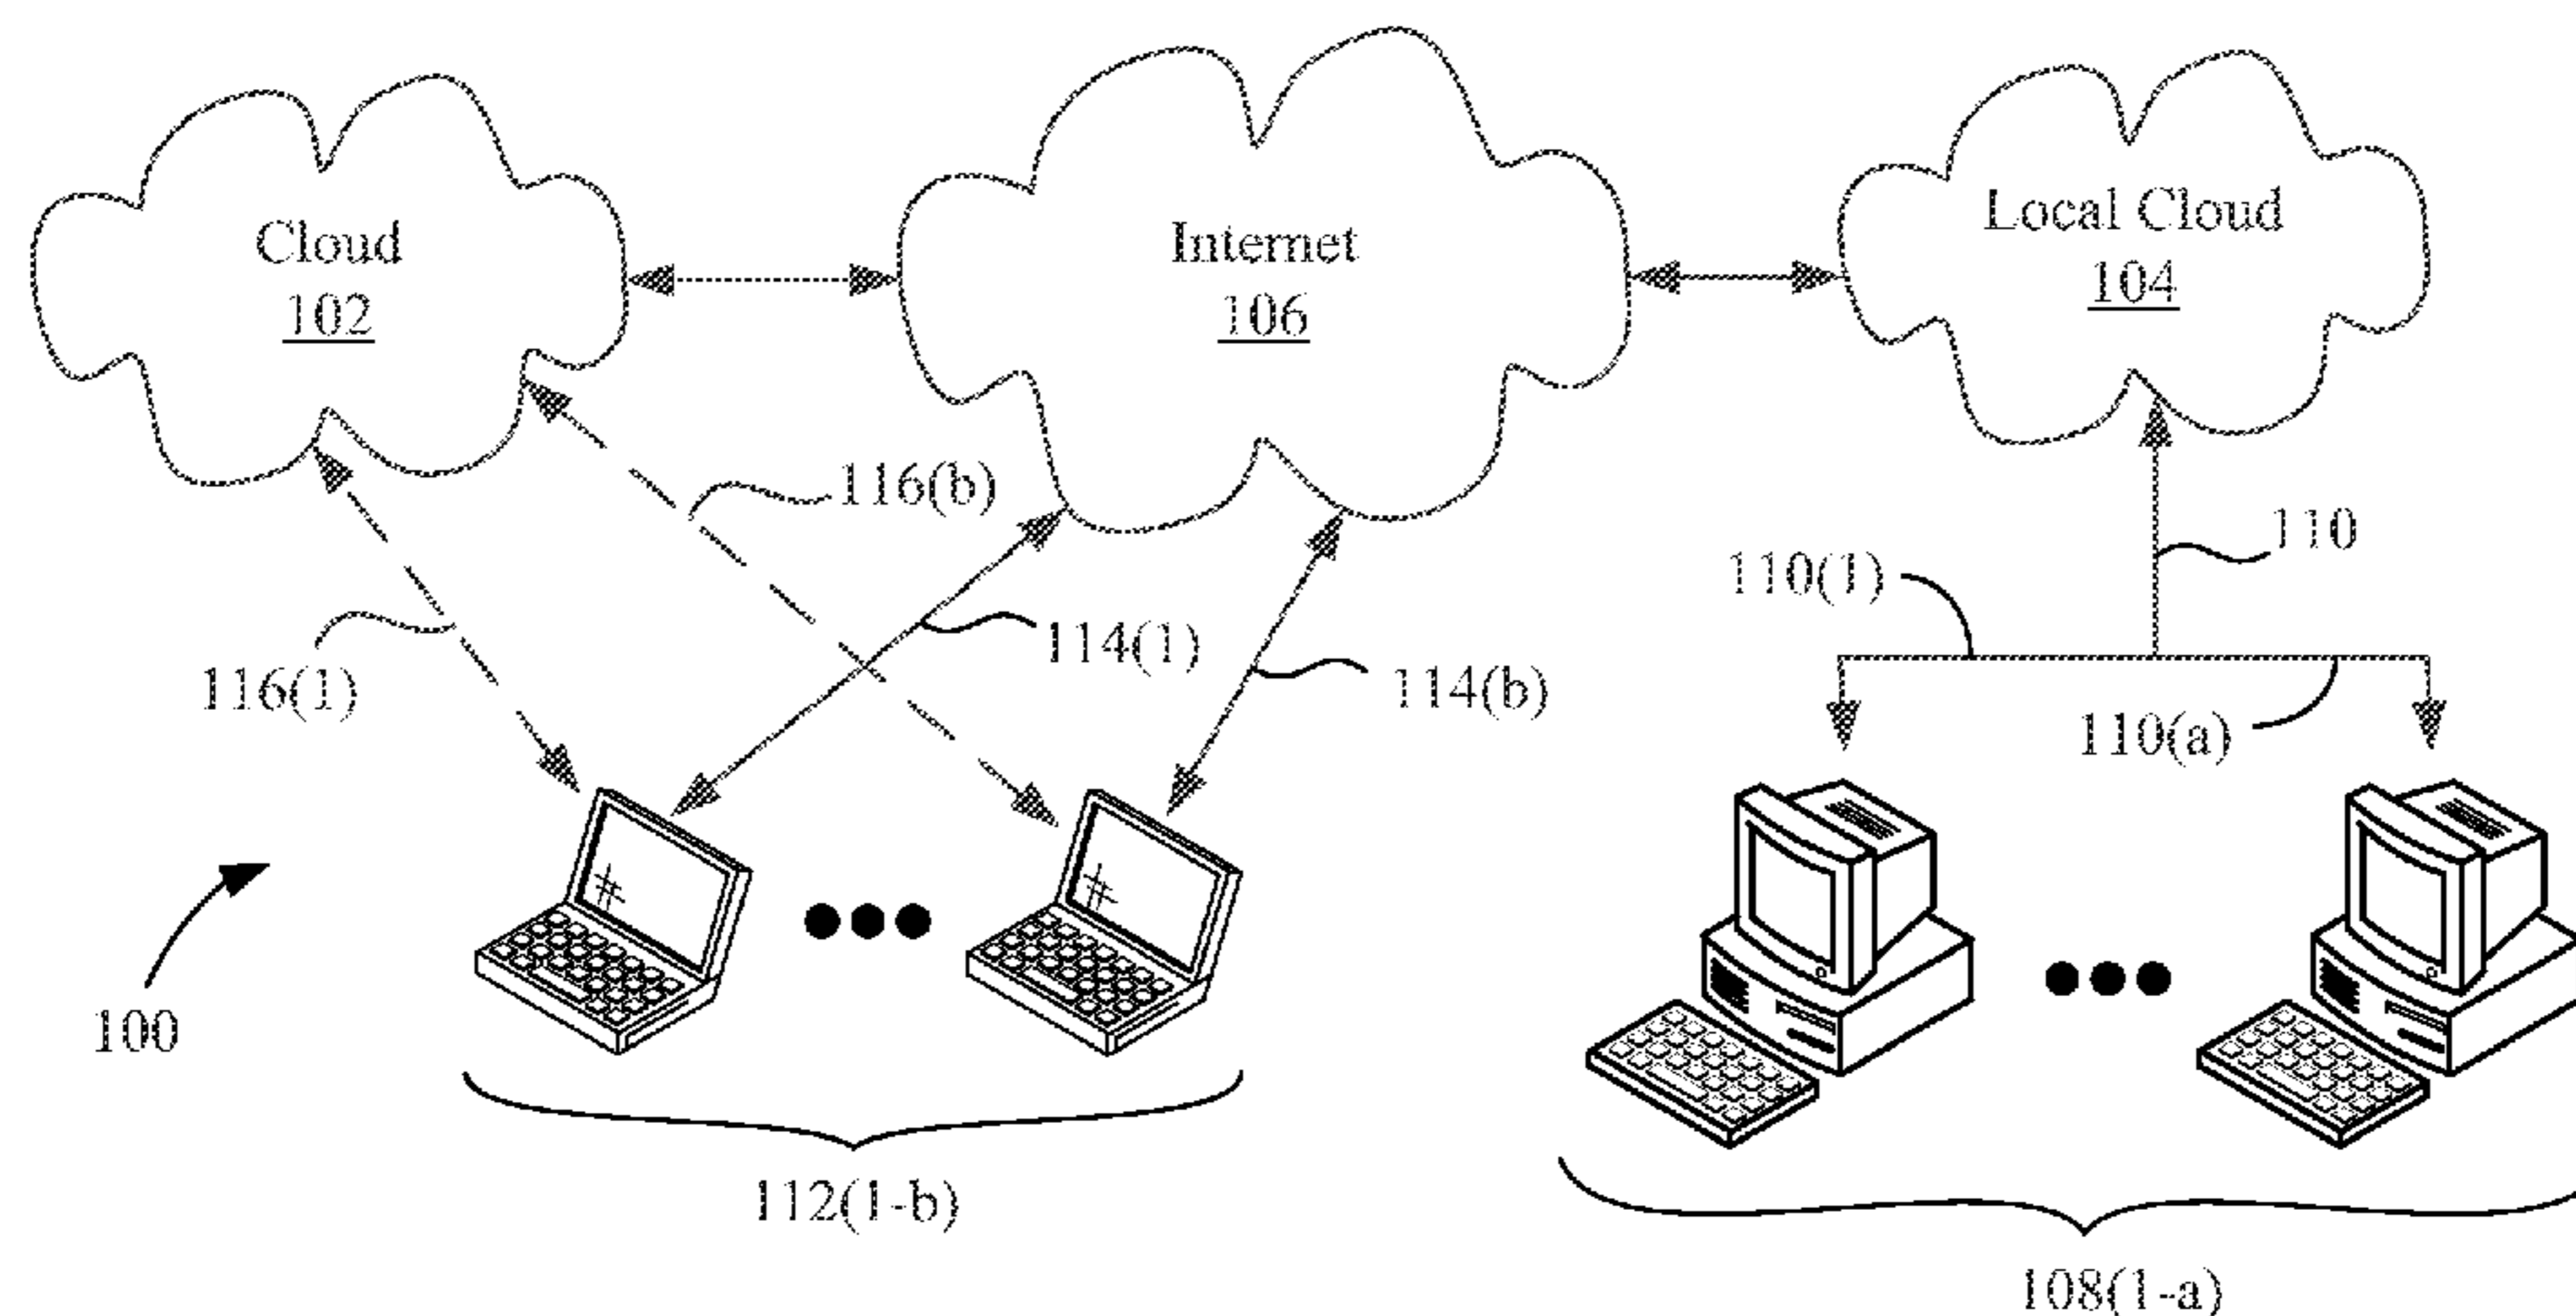 Cloud
102
Internet
106
Local Cloud
104
116(b)
110
110(1)
114(1)
116(1)
114(b)
110(a)
100
112(1-b)
108(1-a)